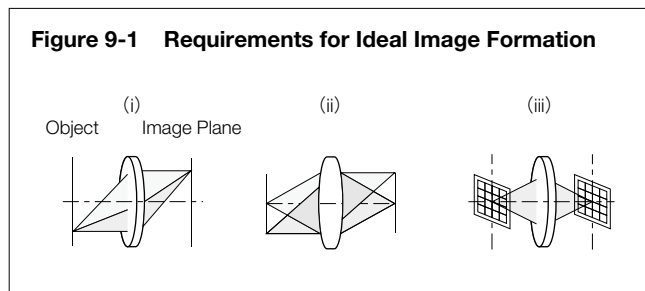 Figure 9-1 Requirements for Ideal Image Formation
(i) (ii) (iii)
Object Image Plane